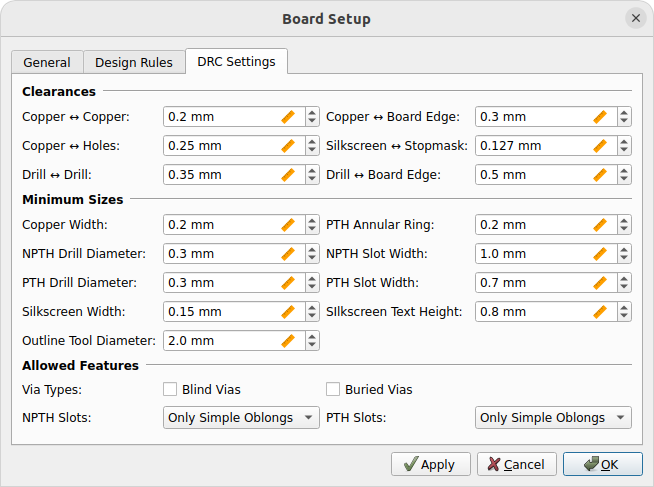 Board Setup
General Design Rules DRC Settings
Clearances
Copper ↔ Copper: 0.2 mm Copper ↔ Board Edge: 0.3 mm
Copper ↔ Holes: 0.25 mm Silkscreen ↔ Stopmask: 0.127 mm
Drill ↔ Drill: 0.35 mm Drill ↔ Board Edge: 0.5 mm
Minimum Sizes
Copper Width: 0.2 mm PTH Annular Ring: 0.2 mm
NPTH Drill Diameter: 0.3 mm NPTH Slot Width: 1.0 mm
PTH Drill Diameter: 0.3 mm PTH Slot Width: 0.7 mm
Silkscreen Width: 0.15 mm SIlkscreen Text Height: 0.8 mm
Outline Tool Diameter: 2.0 mm
Allowed Features
Via Types: Blind Vias Buried Vias
NPTH Slots: Only Simple Oblongs PTH Slots: Only Simple Oblongs
Apply Cancel OK